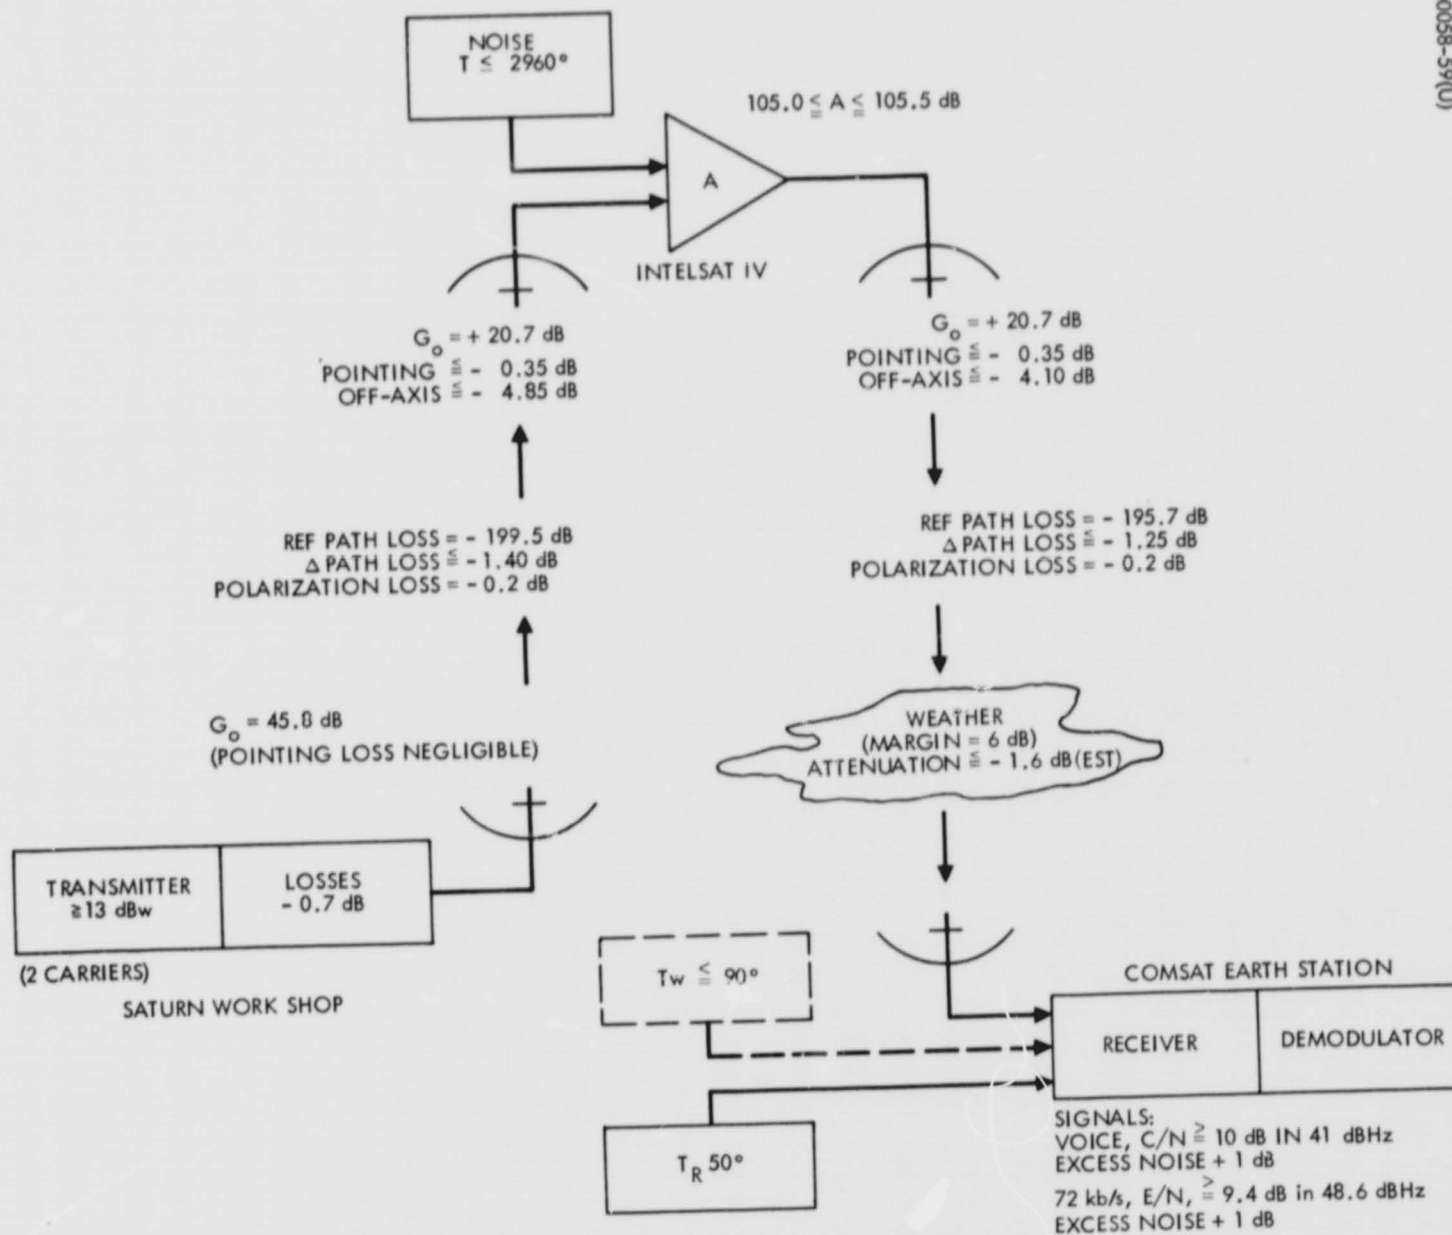 0058-59(U)
NOISE
T ≦ 2960°
105.0 ≦ A ≦ 105.5 dB
A
INTELSAT IV
G_o = + 20.7 dB
POINTING ≦ - 0.35 dB
OFF-AXIS ≦ - 4.85 dB
G_o = + 20.7 dB
POINTING ≦ - 0.35 dB
OFF-AXIS ≦ - 4.10 dB
REF PATH LOSS = - 199.5 dB
Δ PATH LOSS ≦ - 1.40 dB
POLARIZATION LOSS = - 0.2 dB
REF PATH LOSS = - 195.7 dB
Δ PATH LOSS ≦ - 1.25 dB
POLARIZATION LOSS = - 0.2 dB
G_o = 45.8 dB
(POINTING LOSS NEGLIGIBLE)
WEATHER
(MARGIN = 6 dB)
ATTENUATION ≦ - 1.6 dB (EST)
TRANSMITTER
≧13 dBw
LOSSES
- 0.7 dB
(2 CARRIERS)
SATURN WORK SHOP
Tw ≦ 90°
COMSAT EARTH STATION
RECEIVER
DEMODULATOR
T_R 50°
SIGNALS:
VOICE, C/N ≧ 10 dB IN 41 dBHz
EXCESS NOISE + 1 dB
72 kb/s, E/N, ≧ 9.4 dB in 48.6 dBHz
EXCESS NOISE + 1 dB